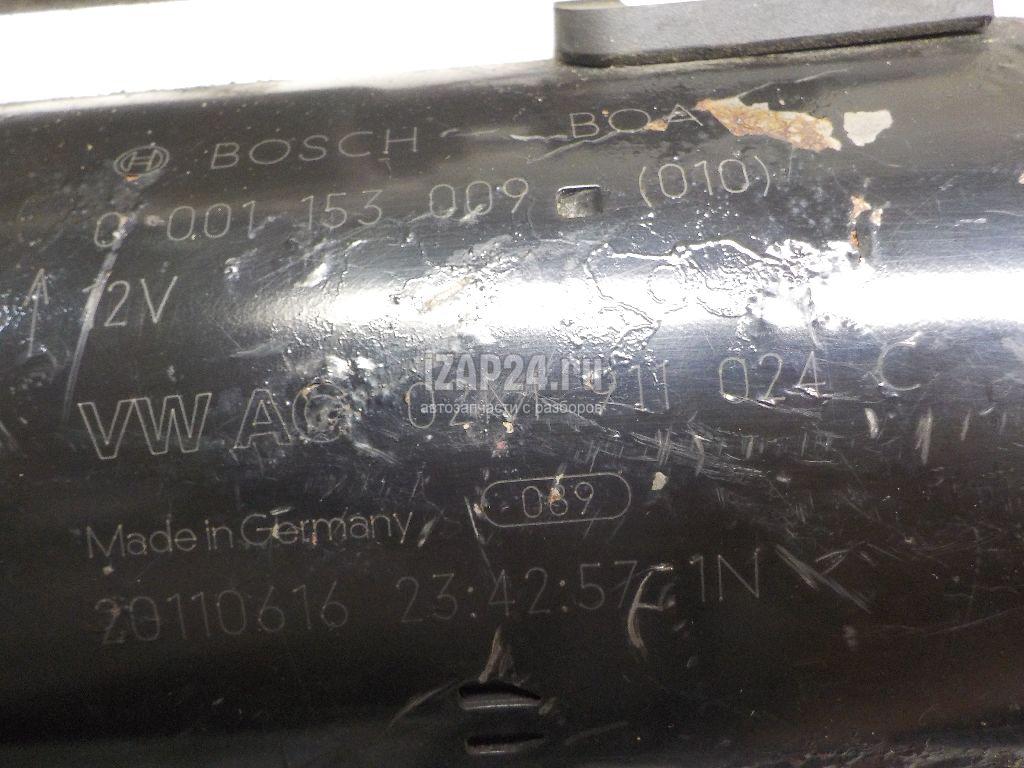 BOSCH BOA
0 001 153 009 (010)
12V
iZAP24.ru
автозапчасти с разборов
VW AG 911 024 C
089
Made in Germany
20110616 23:42:57 1N